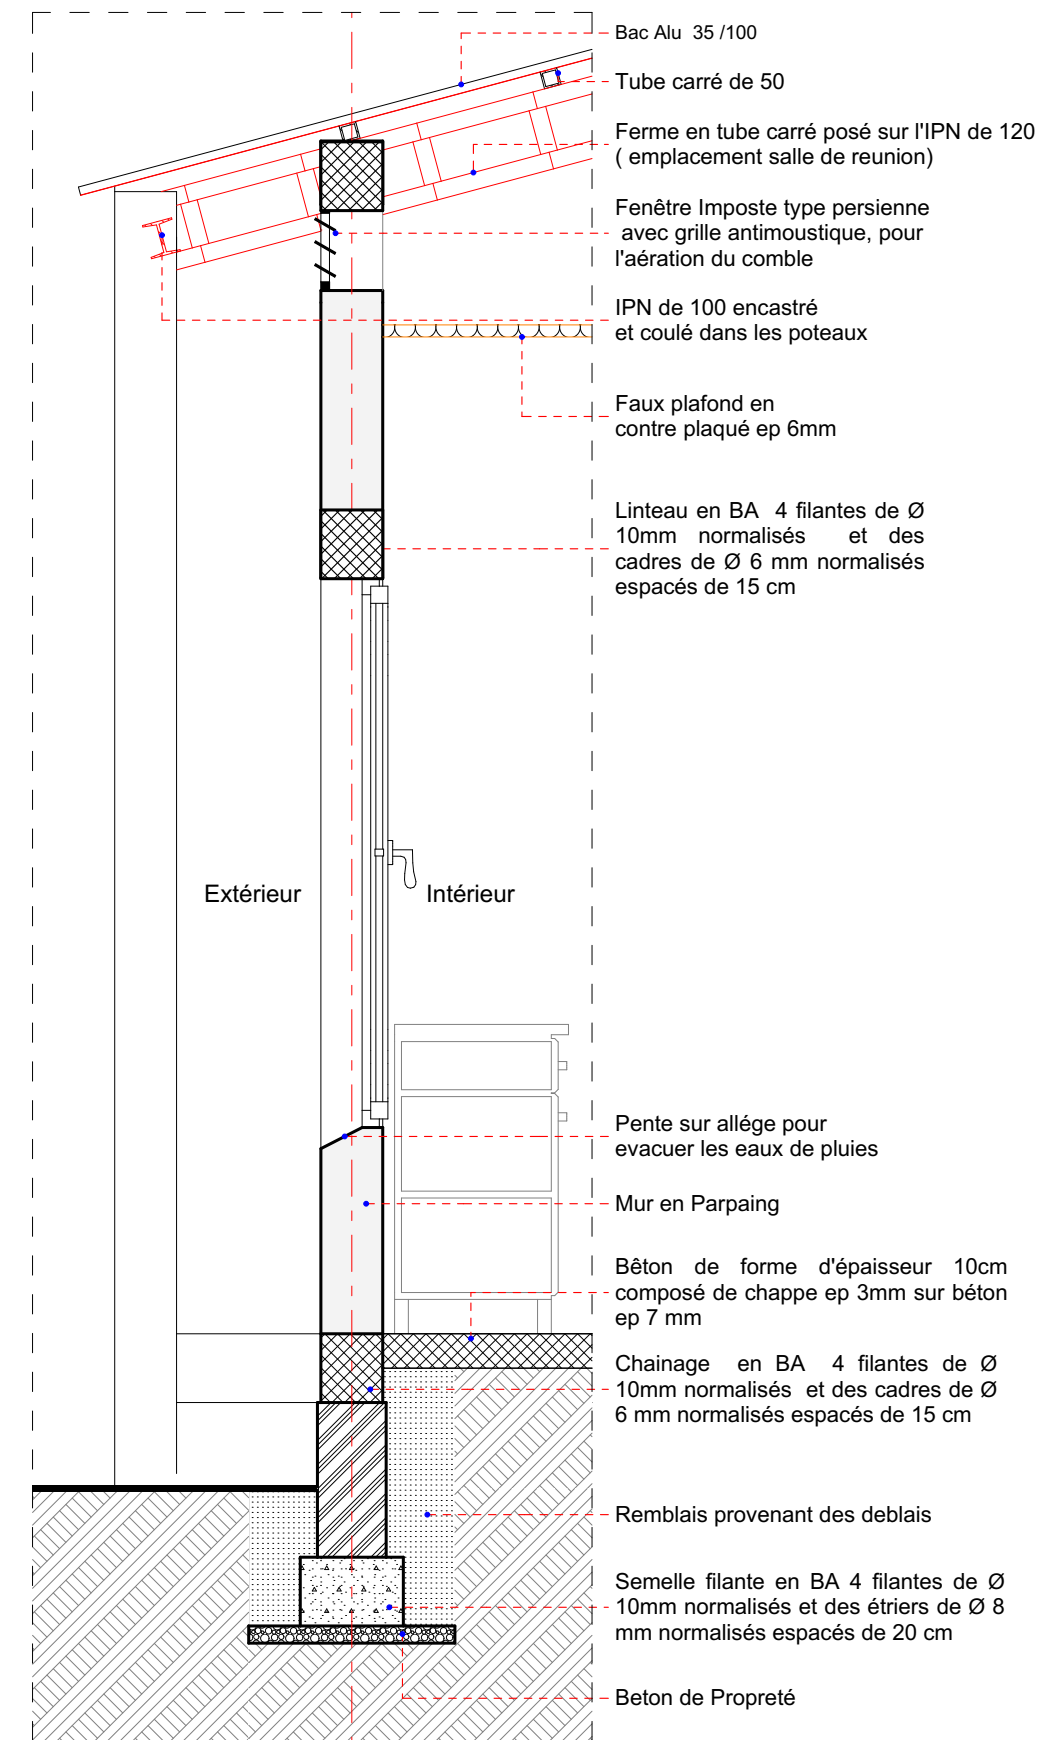 Bac Alu 35 /100
Tube carré de 50
Ferme en tube carré posé sur l'IPN de 120
( emplacement salle de reunion)
Fenêtre Imposte type persienne
avec grille antimoustique, pour
l'aération du comble
IPN de 100 encastré
et coulé dans les poteaux
Faux plafond en
contre plaqué ep 6mm
Linteau en BA 4 filantes de Ø
10mm normalisés et des
cadres de Ø 6 mm normalisés
espacés de 15 cm
Extérieur
Intérieur
Pente sur allége pour
evacuer les eaux de pluies
Mur en Parpaing
Bêton de forme d'épaisseur 10cm
composé de chappe ep 3mm sur béton
ep 7 mm
Chainage en BA 4 filantes de Ø
10mm normalisés et des cadres de Ø
6 mm normalisés espacés de 15 cm
Remblais provenant des deblais
Semelle filante en BA 4 filantes de Ø
10mm normalisés et des étriers de Ø 8
mm normalisés espacés de 20 cm
Beton de Propreté